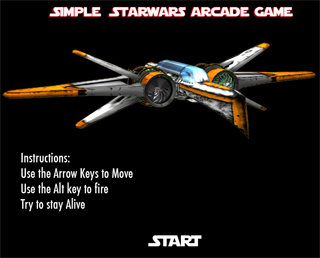 SIMPLE STARWARS ARCADE GAME
Instructions:
Use the Arrow Keys to Move
Use the Alt key to fire
Try to stay Alive
START